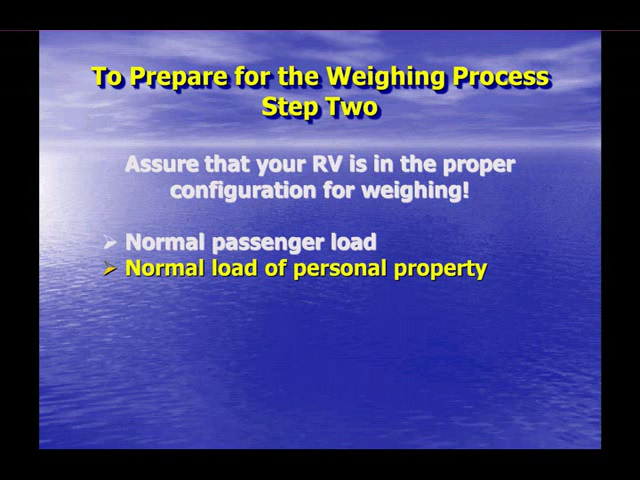 To Prepare for the Weighing Process
Step Two
Assure that your RV is in the proper
configuration for weighing!
➢ Normal passenger load
➢ Normal load of personal property